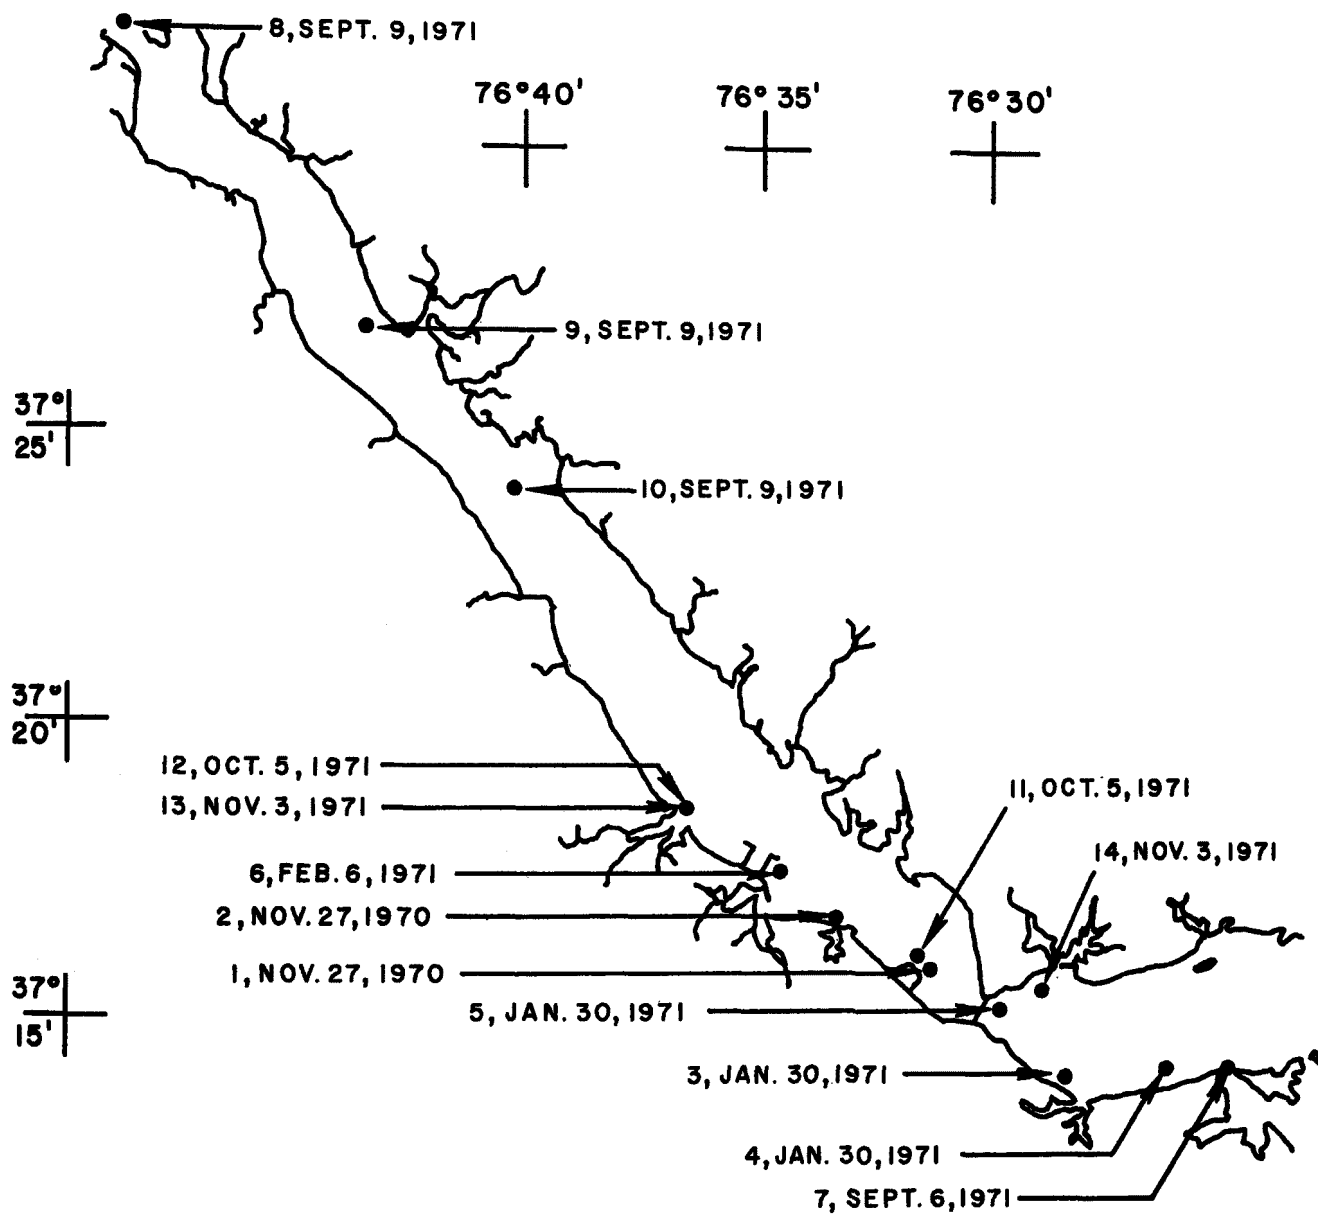 8, SEPT. 9, 1971
76° 40'
76° 35'
76° 30'
9, SEPT. 9, 1971
37°
25'
10, SEPT. 9, 1971
37°
20'
12, OCT. 5, 1971
11, OCT. 5, 1971
13, NOV. 3, 1971
14, NOV. 3, 1971
6, FEB. 6, 1971
2, NOV. 27, 1970
1, NOV. 27, 1970
37°
15'
5, JAN. 30, 1971
3, JAN. 30, 1971
4, JAN. 30, 1971
7, SEPT. 6, 1971